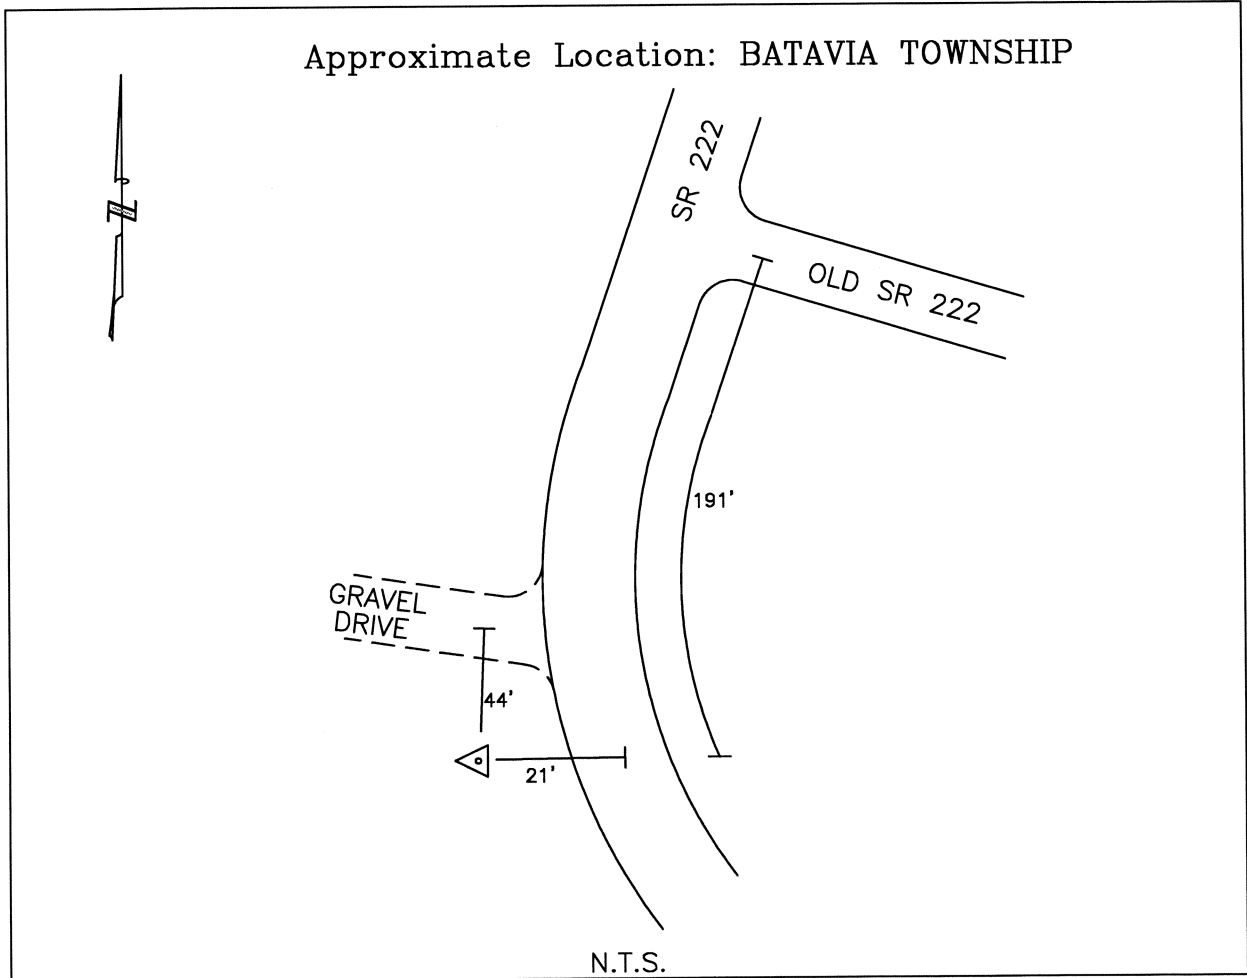 Approximate Location: BATAVIA TOWNSHIP
N
SR 222
OLD SR 222
191'
GRAVEL
DRIVE
44'
21'
N.T.S.